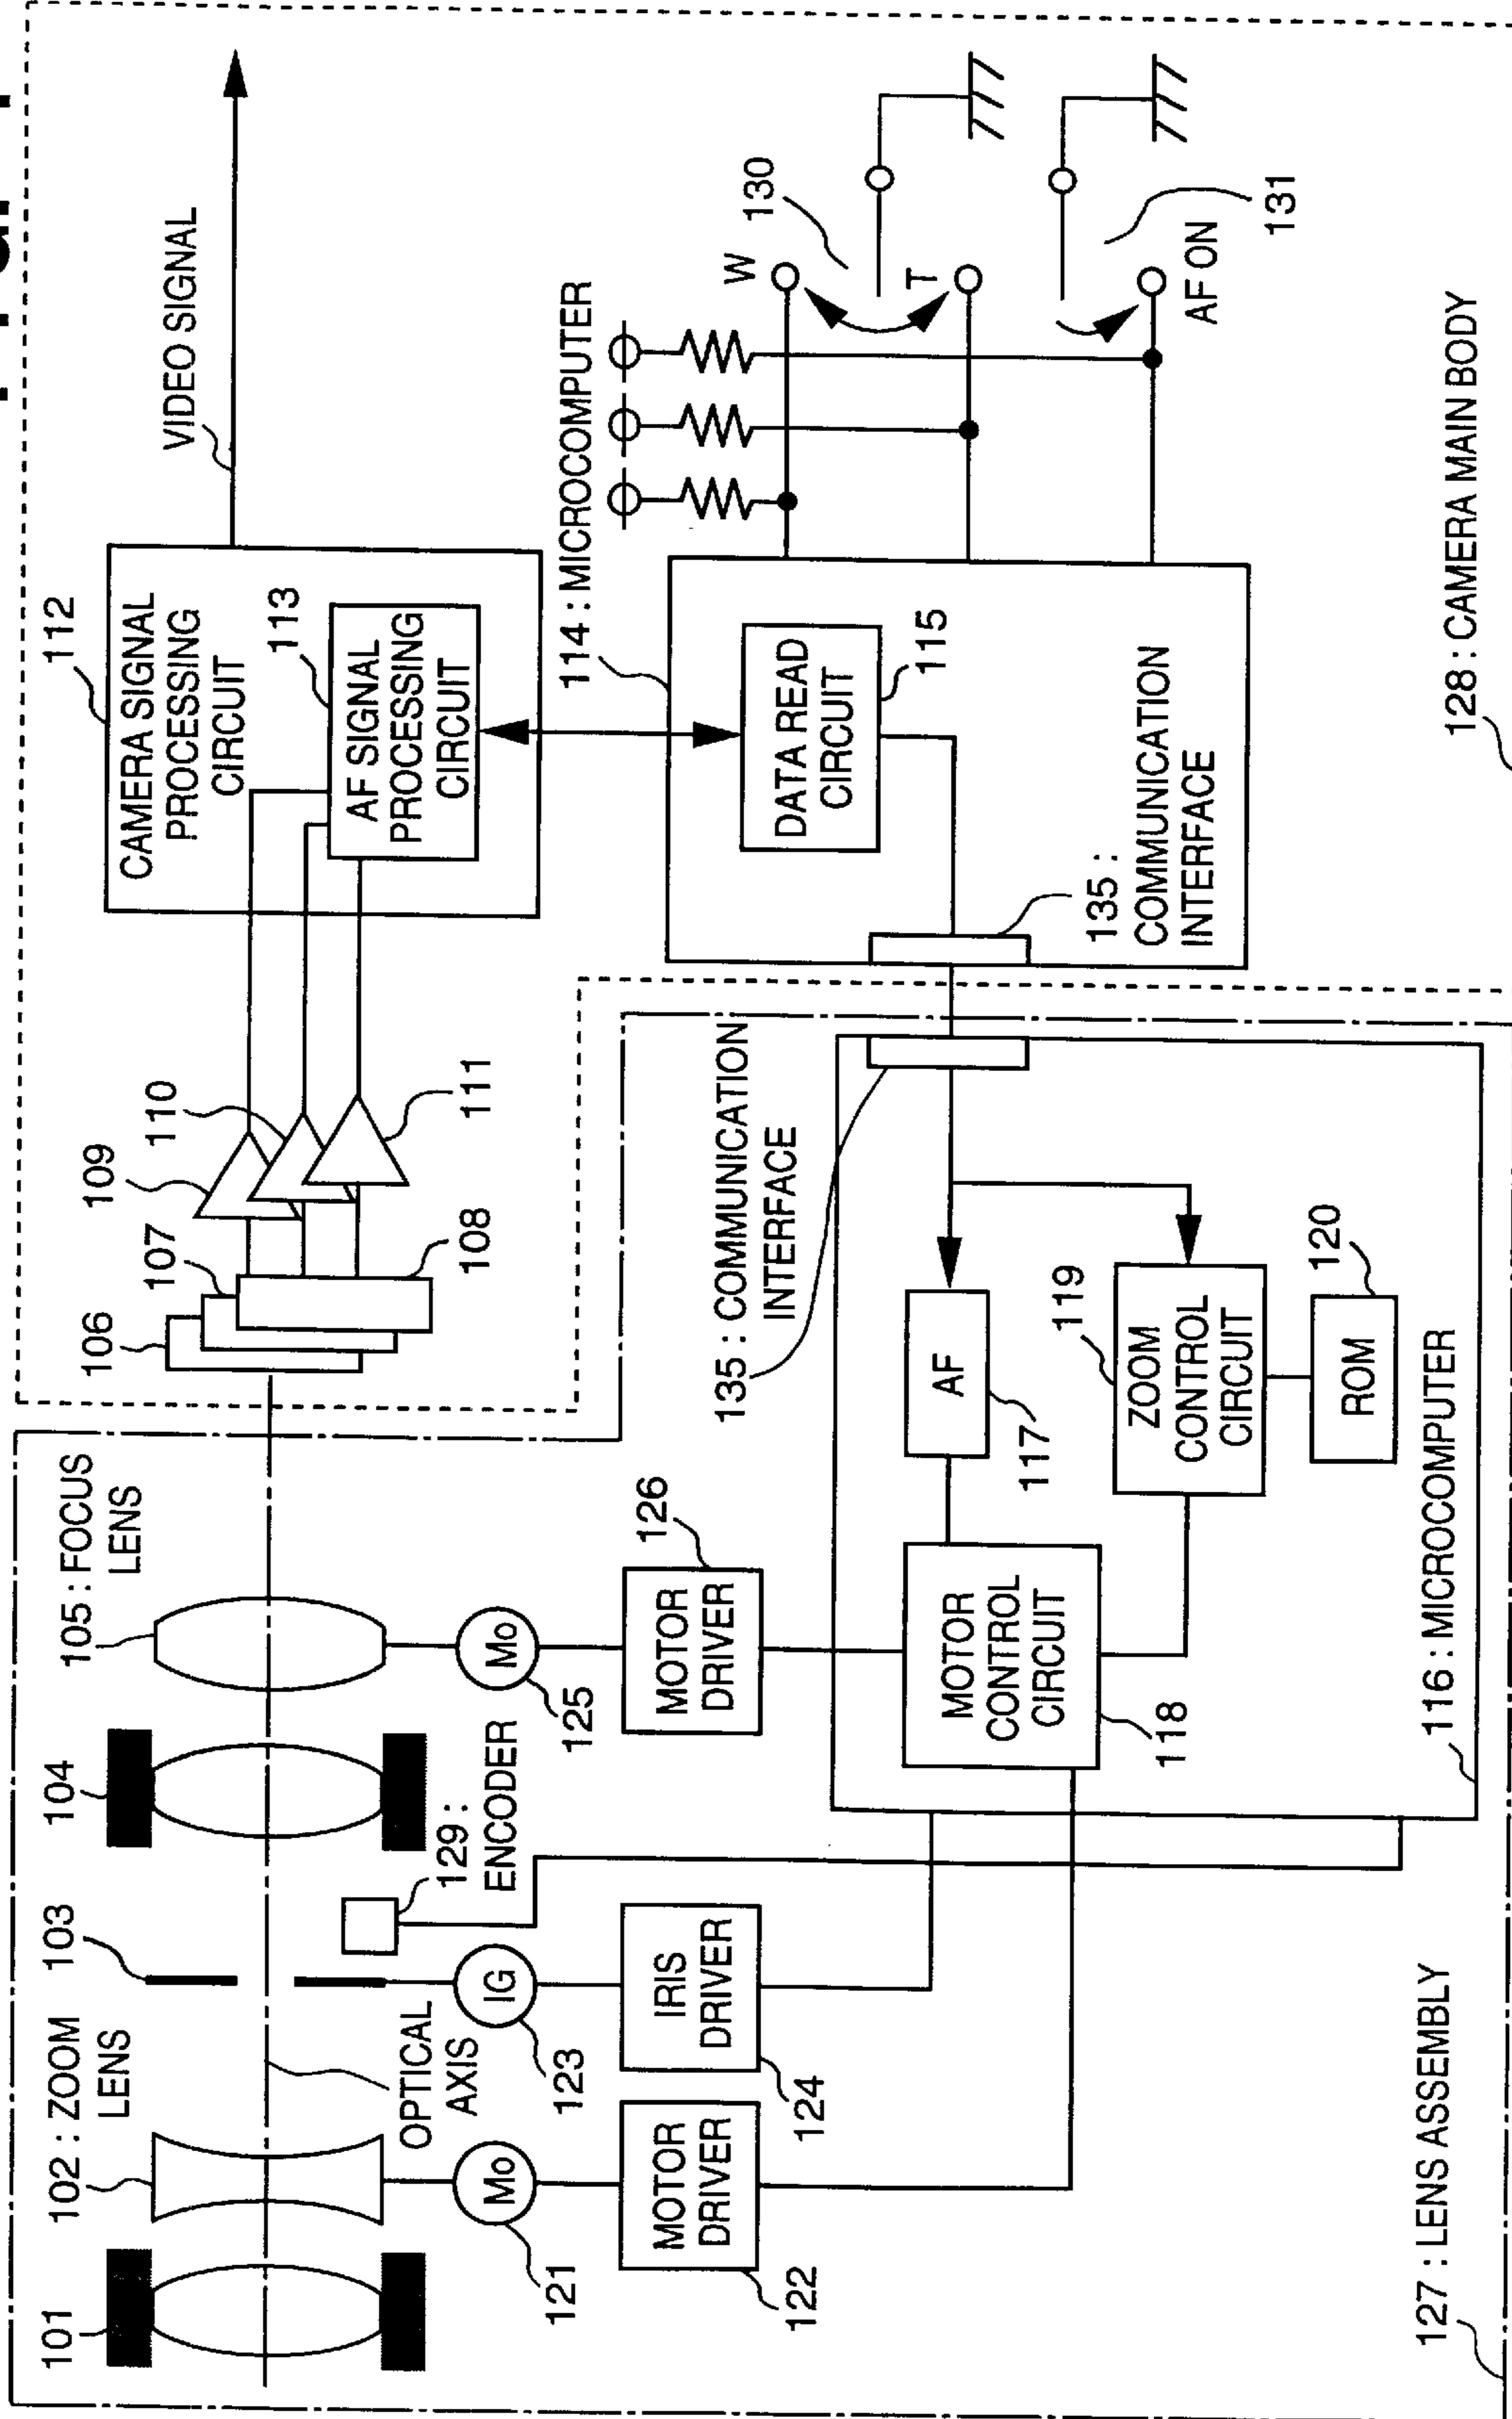 VIDEO SIGNAL
112
CAMERA SIGNAL
PROCESSING
CIRCUIT
113
AF SIGNAL
PROCESSING
CIRCUIT
114 : MICROCOMPUTER
DATA READ
CIRCUIT
115
135 :
COMMUNICATION
INTERFACE
W
T
130
AF ON
131
128 : CAMERA MAIN BODY
106
107
108
109
110
111
101
102 : ZOOM
LENS
103
104
105 : FOCUS
LENS
OPTICAL
AXIS
129 :
ENCODER
Mo
121
IG
123
Mo
125
MOTOR
DRIVER
122
IRIS
DRIVER
124
MOTOR
DRIVER
126
135 : COMMUNICATION
INTERFACE
AF
117
MOTOR
CONTROL
CIRCUIT
118
119
ZOOM
CONTROL
CIRCUIT
120
ROM
116 : MICROCOMPUTER
127 : LENS ASSEMBLY